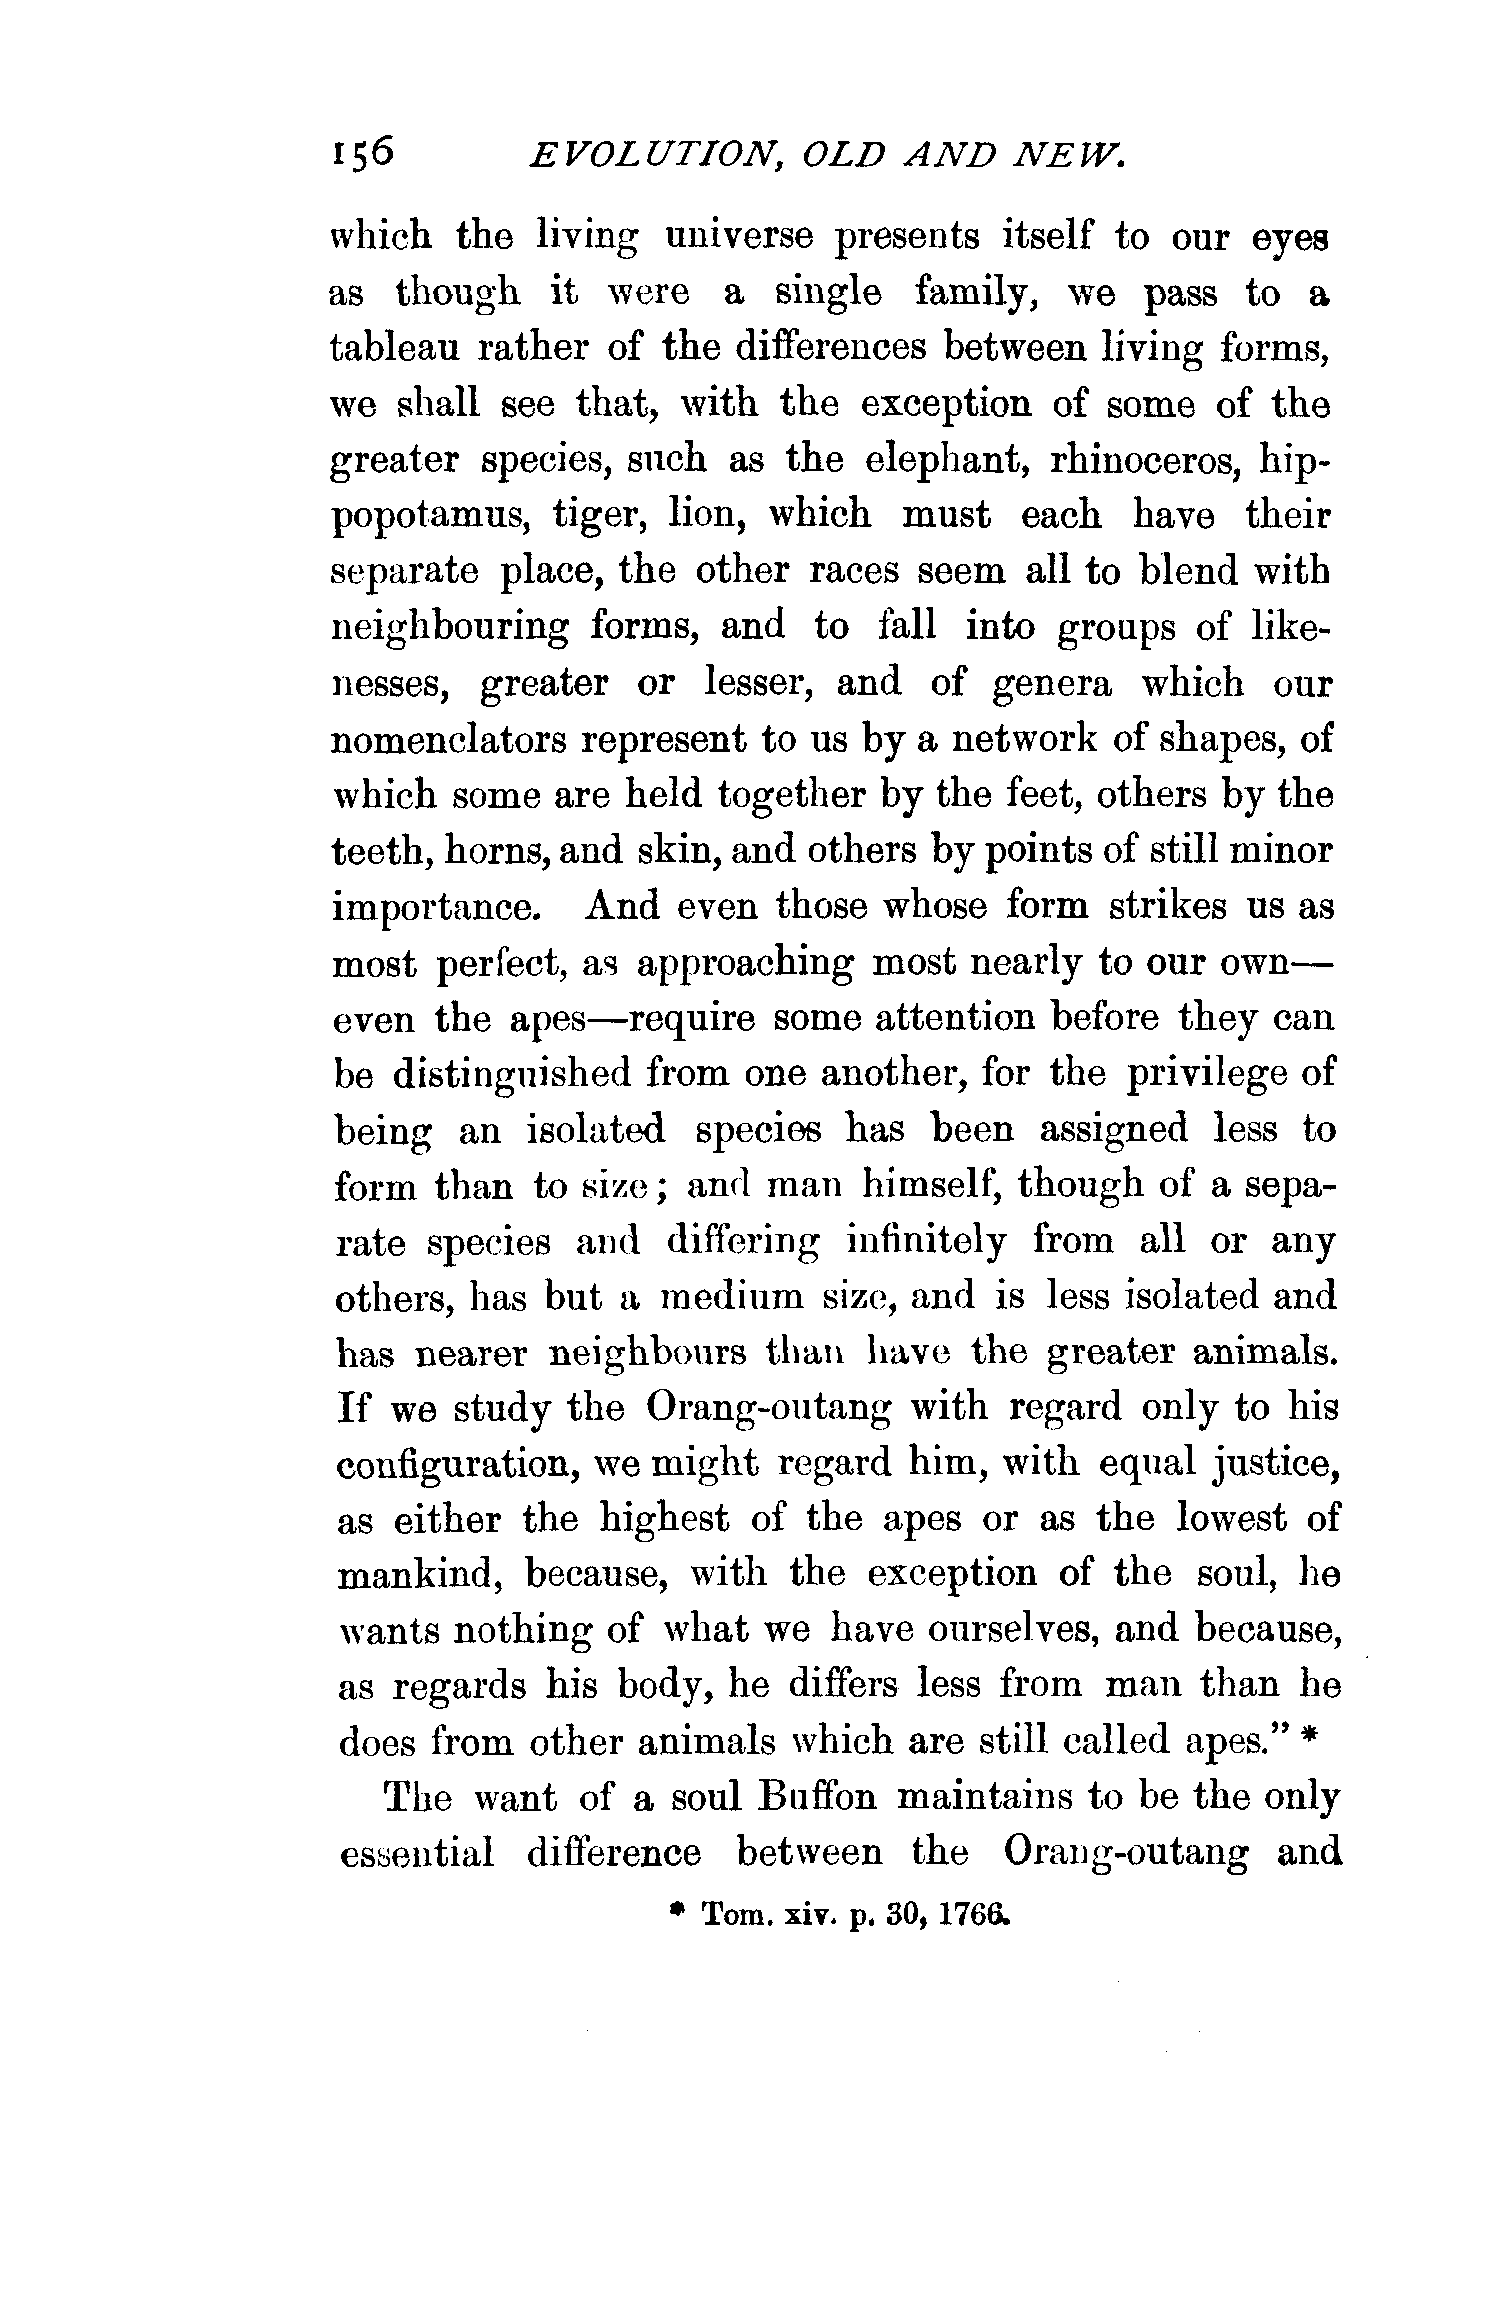 156 EVOLUTION, OLD AND NEW.
which the living universe presents itself to our eyes
as though it were a single family, we pass to a
tableau rather of the differences between living forms,
we shall see that, with the exception of some of the
greater species, such as the elephant, rhinoceros, hip-
popotamus, tiger, lion, which must each have their
separate place, the other races seem all to blend with
neighbouring forms, and to fall into groups of like-
nesses, greater or lesser, and of genera which our
nomenclators represent to us by a network of shapes, of
which some are held together by the feet, others by the
teeth, horns, and skin, and others by points of still minor
importance. And even those whose form strikes us as
most perfect, as approaching most nearly to our own—
even the apes—require some attention before they can
be distinguished from one another, for the privilege of
being an isolated species has been assigned less to
form than to size; and man himself, though of a sepa-
rate species and differing infinitely from all or any
others, has but a medium size, and is less isolated and
has nearer neighbours than have the greater animals.
If we study the Orang-outang with regard only to his
configuration, we might regard him, with equal justice,
as either the highest of the apes or as the lowest of
mankind, because, with the exception of the soul, he
wants nothing of what we have ourselves, and because,
as regards his body, he differs less from man than he
does from other animals which are still called apes.” *
The want of a soul Buffon maintains to be the only
essential difference between the Orang-outang and
* Tom. xiv. p. 30, 1766.